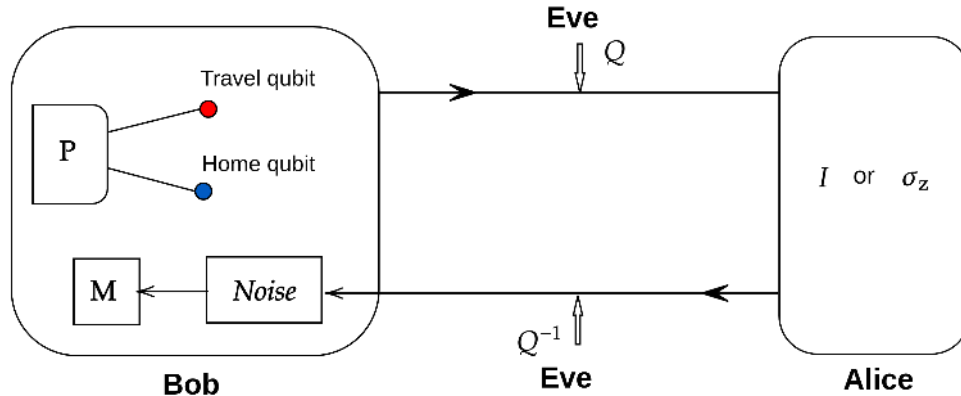 Eve
Q
Travel qubit
P
Home qubit
I or σz
M
Noise
Q⁻¹
Eve
Bob
Alice